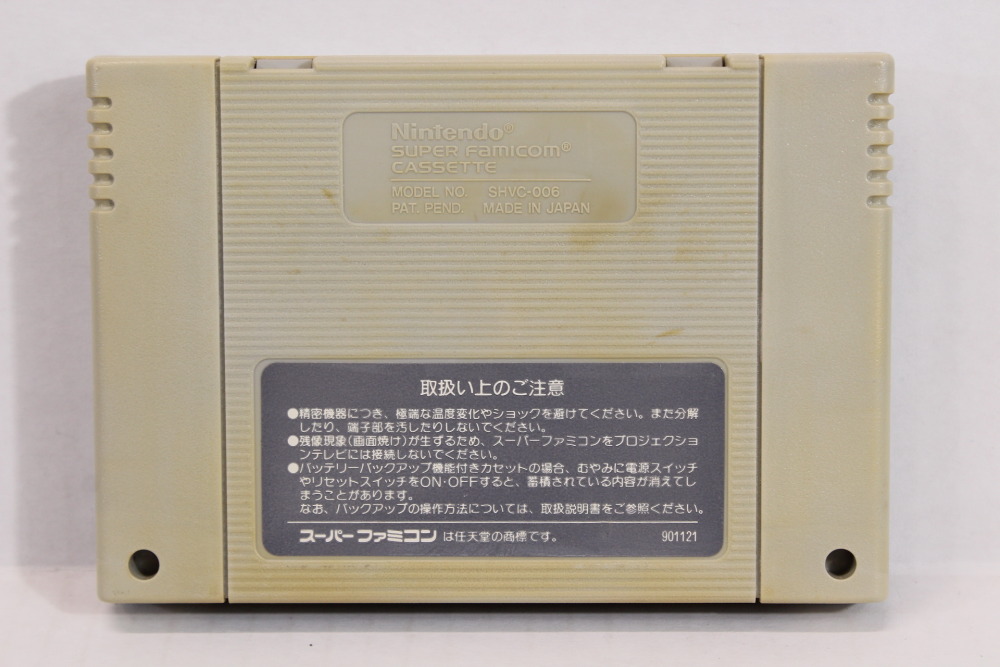 Nintendo®
SUPER FAMICOM®
CASSETTE
MODEL NO. SHVC-006
PAT. PEND. MADE IN JAPAN
取扱い上のご注意
●精密機器につき、極端な温度変化やショックを避けてください。また分解
したり、端子部を汚したりしないでください。
●残像現象(画面焼け)が生ずるため、スーパーファミコンをプロジェクショ
ンテレビには接続しないでください。
●バッテリーバックアップ機能付きカセットの場合、むやみに電源スイッチ
やリセットスイッチをON・OFFすると、蓄積されている内容が消えてし
まうことがあります。
なお、バックアップの操作方法については、取扱説明書をご参照ください。
スーパーファミコン は任天堂の商標です。 901121